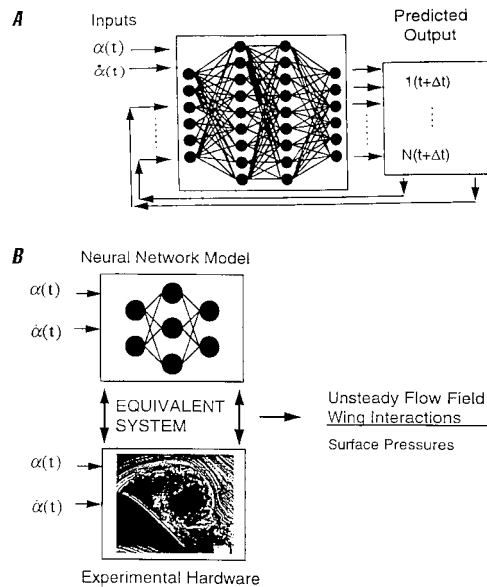 A
Inputs
Predicted
Output
α(t)
α̇(t)
1(t+Δt)
N(t+Δt)
B
Neural Network Model
α(t)
α̇(t)
EQUIVALENT
SYSTEM
Unsteady Flow Field
Wing Interactions
Surface Pressures
α(t)
α̇(t)
Experimental Hardware